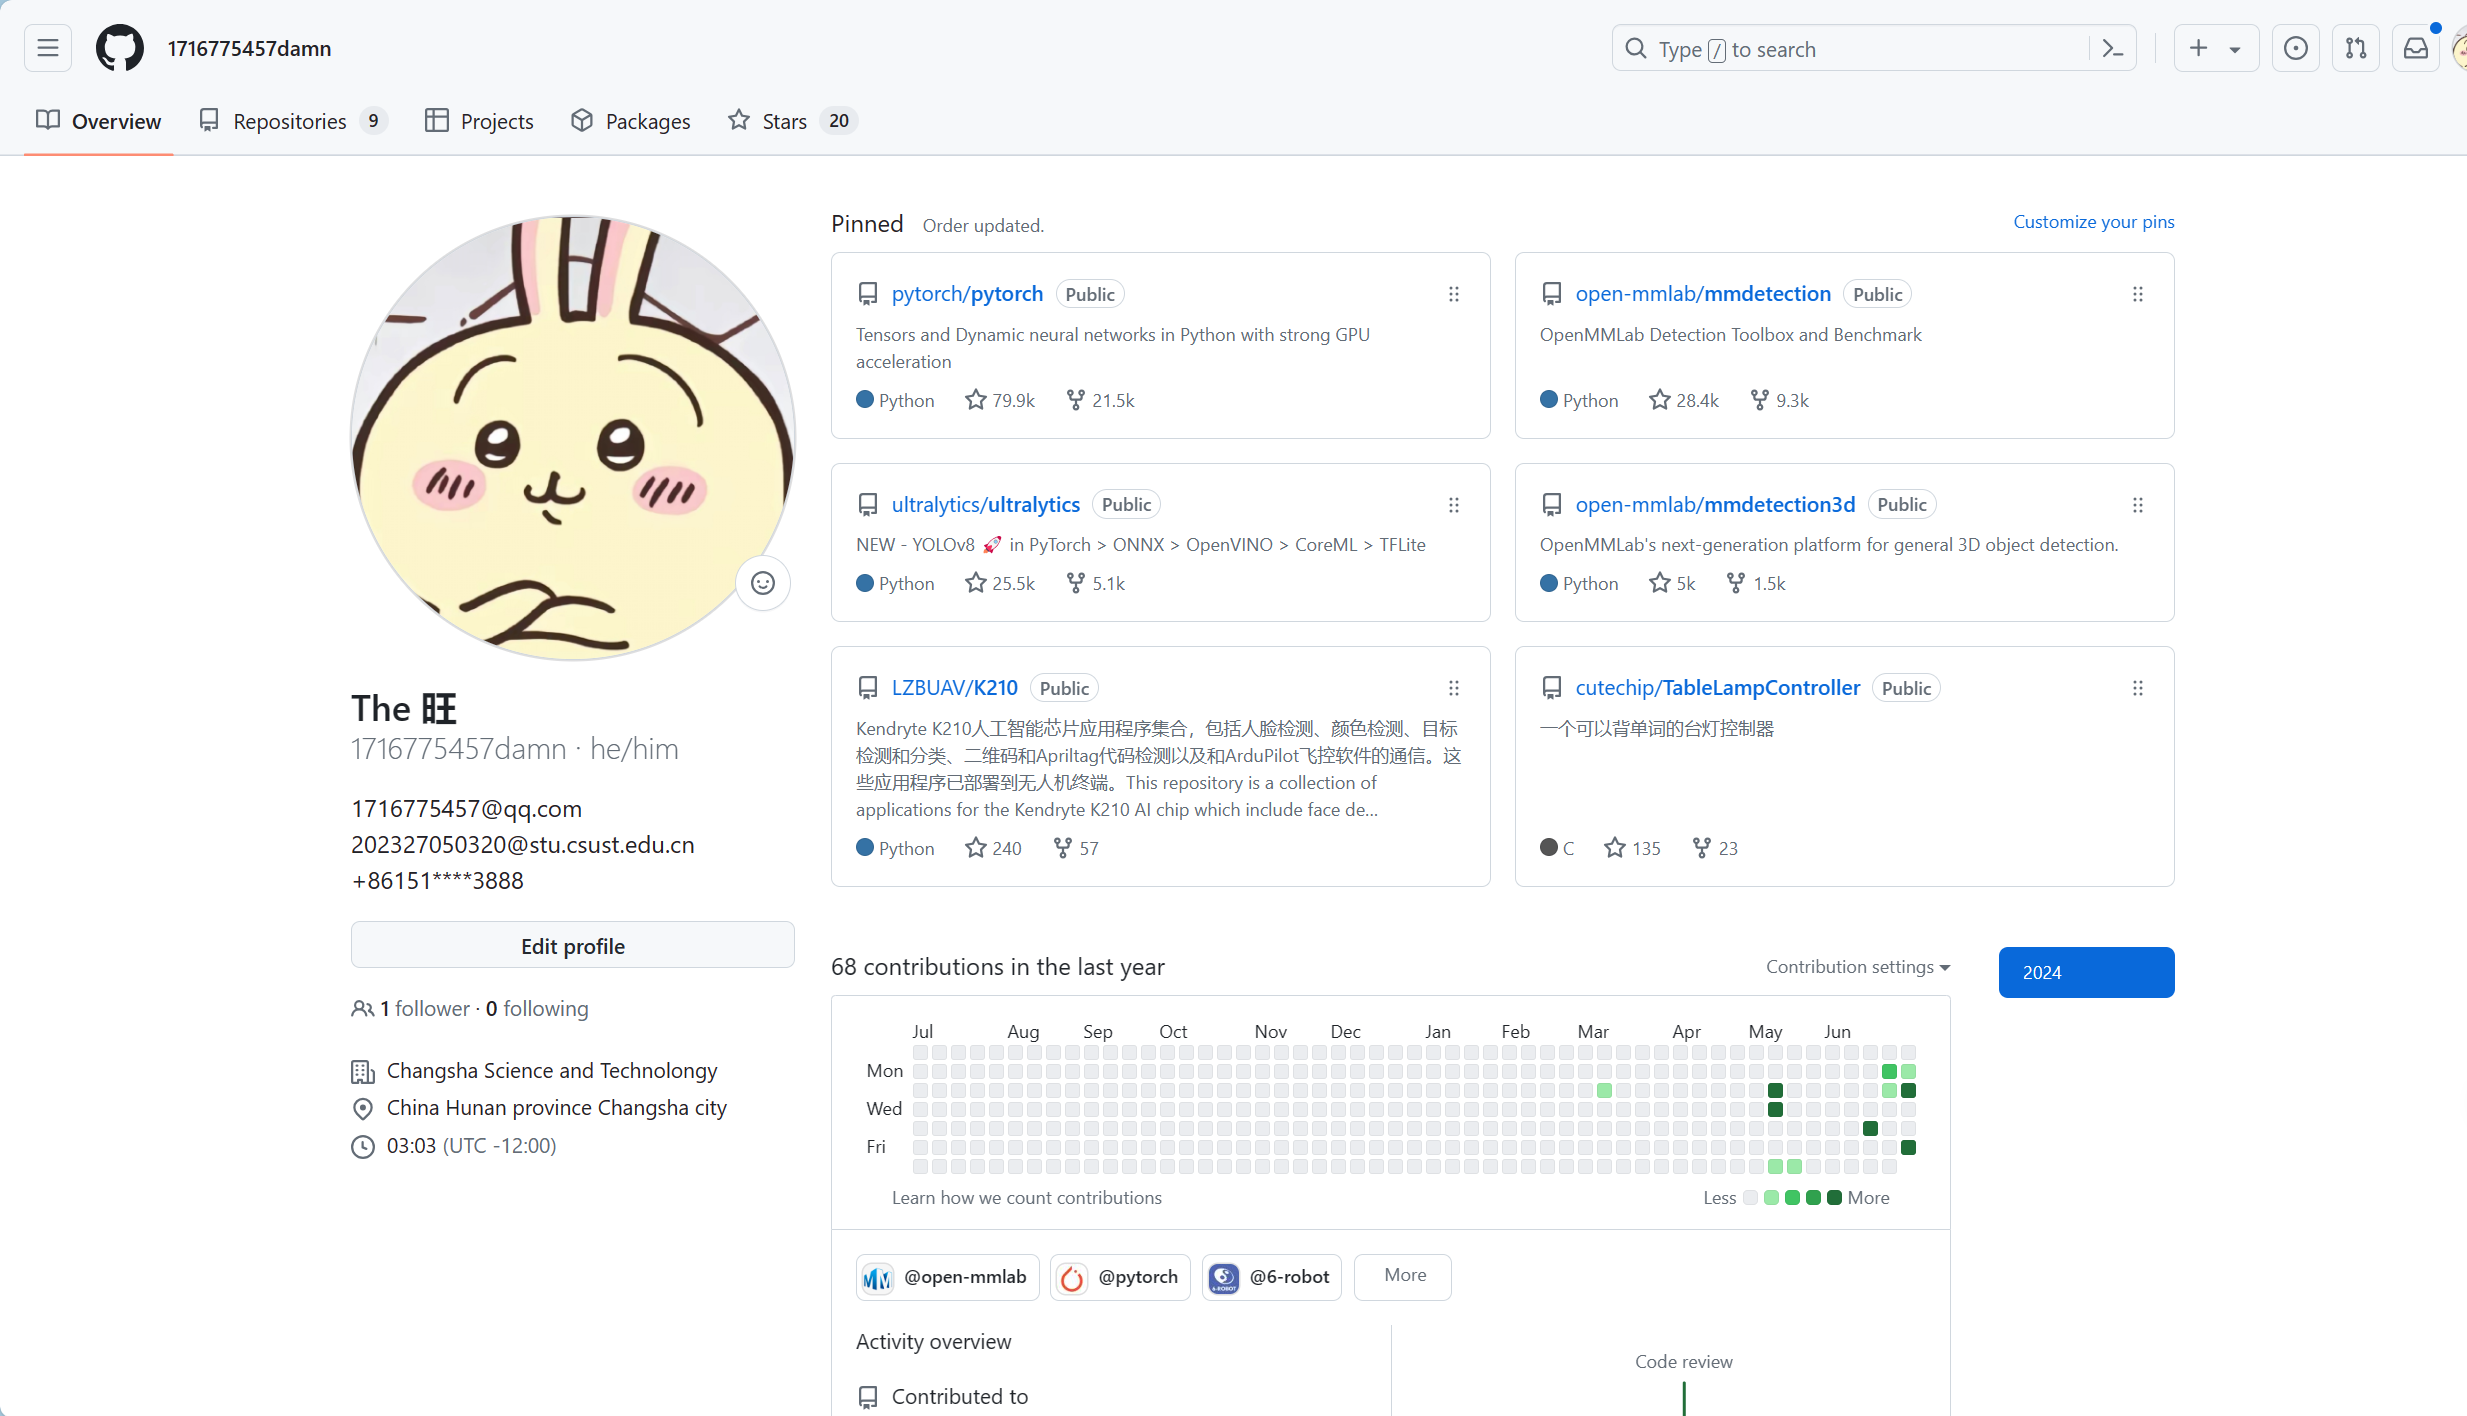 1716775457damn
Type / to search
Overview
Repositories 9
Projects
Packages
Stars 20
The 旺
1716775457damn · he/him
1716775457@qq.com
202327050320@stu.csust.edu.cn
+86151****3888
Edit profile
1 follower · 0 following
Changsha Science and Technolongy
China Hunan province Changsha city
03:03 (UTC -12:00)
Pinned Order updated.
Customize your pins
pytorch/pytorch Public
Tensors and Dynamic neural networks in Python with strong GPU
acceleration
Python 79.9k 21.5k
open-mmlab/mmdetection Public
OpenMMLab Detection Toolbox and Benchmark
Python 28.4k 9.3k
ultralytics/ultralytics Public
NEW - YOLOv8 🚀 in PyTorch > ONNX > OpenVINO > CoreML > TFLite
Python 25.5k 5.1k
open-mmlab/mmdetection3d Public
OpenMMLab's next-generation platform for general 3D object detection.
Python 5k 1.5k
LZBUAV/K210 Public
Kendryte K210人工智能芯片应用程序集合，包括人脸检测、颜色检测、目标
检测和分类、二维码和Apriltag代码检测以及和ArduPilot飞控软件的通信。这
些应用程序已部署到无人机终端。This repository is a collection of
applications for the Kendryte K210 AI chip which include face de...
Python 240 57
cutechip/TableLampController Public
一个可以背单词的台灯控制器
C 135 23
68 contributions in the last year
Contribution settings
2024
Jul Aug Sep Oct Nov Dec Jan Feb Mar Apr May Jun
Mon
Wed
Fri
Learn how we count contributions
Less More
@open-mmlab
@pytorch
6-ROBOT @6-robot
More
Activity overview
Contributed to
Code review